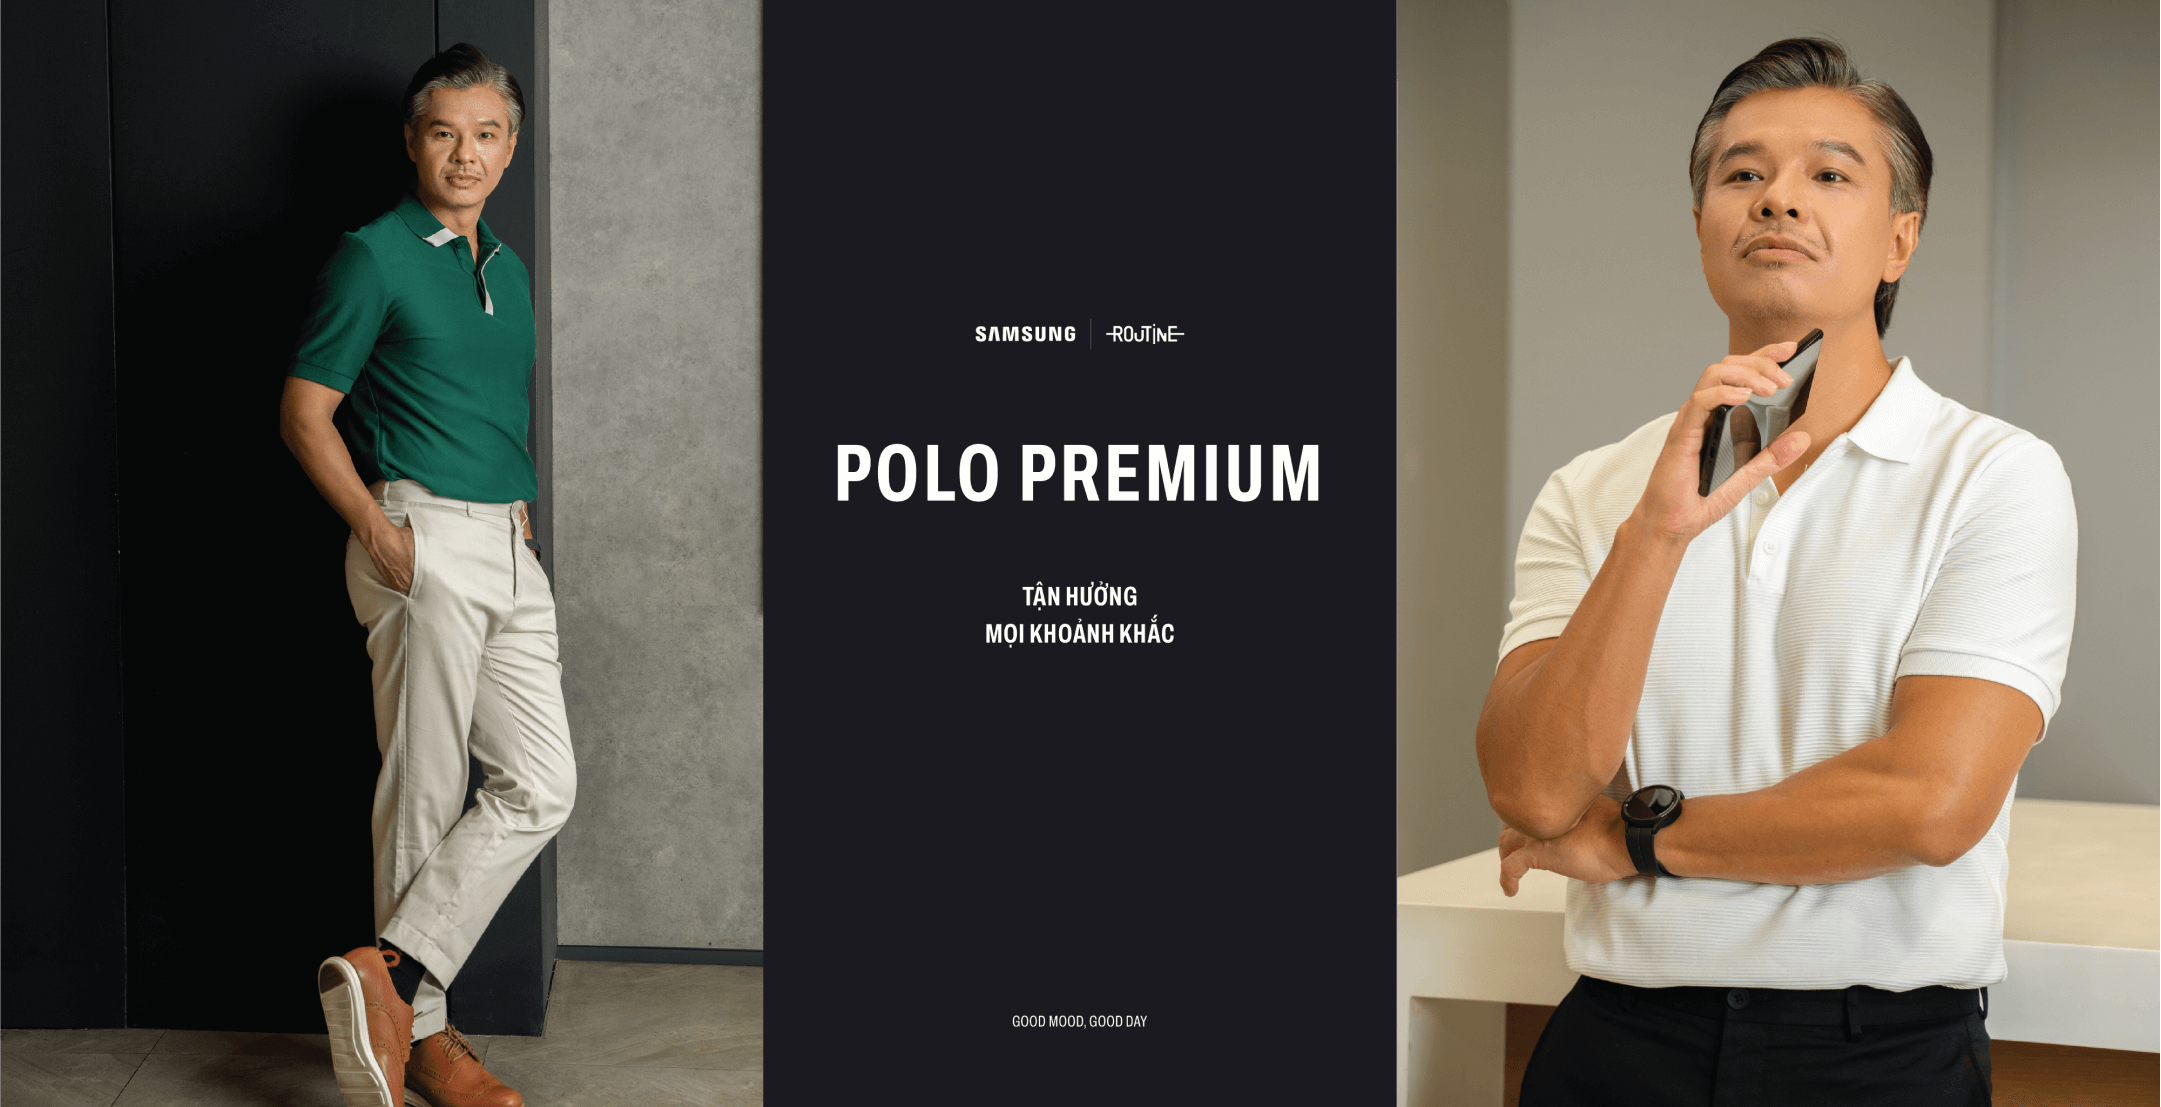 SAMSUNG | ROUTINE
POLO PREMIUM
TẬN HƯỞNG
MỌI KHOẢNH KHẮC
GOOD MOOD, GOOD DAY